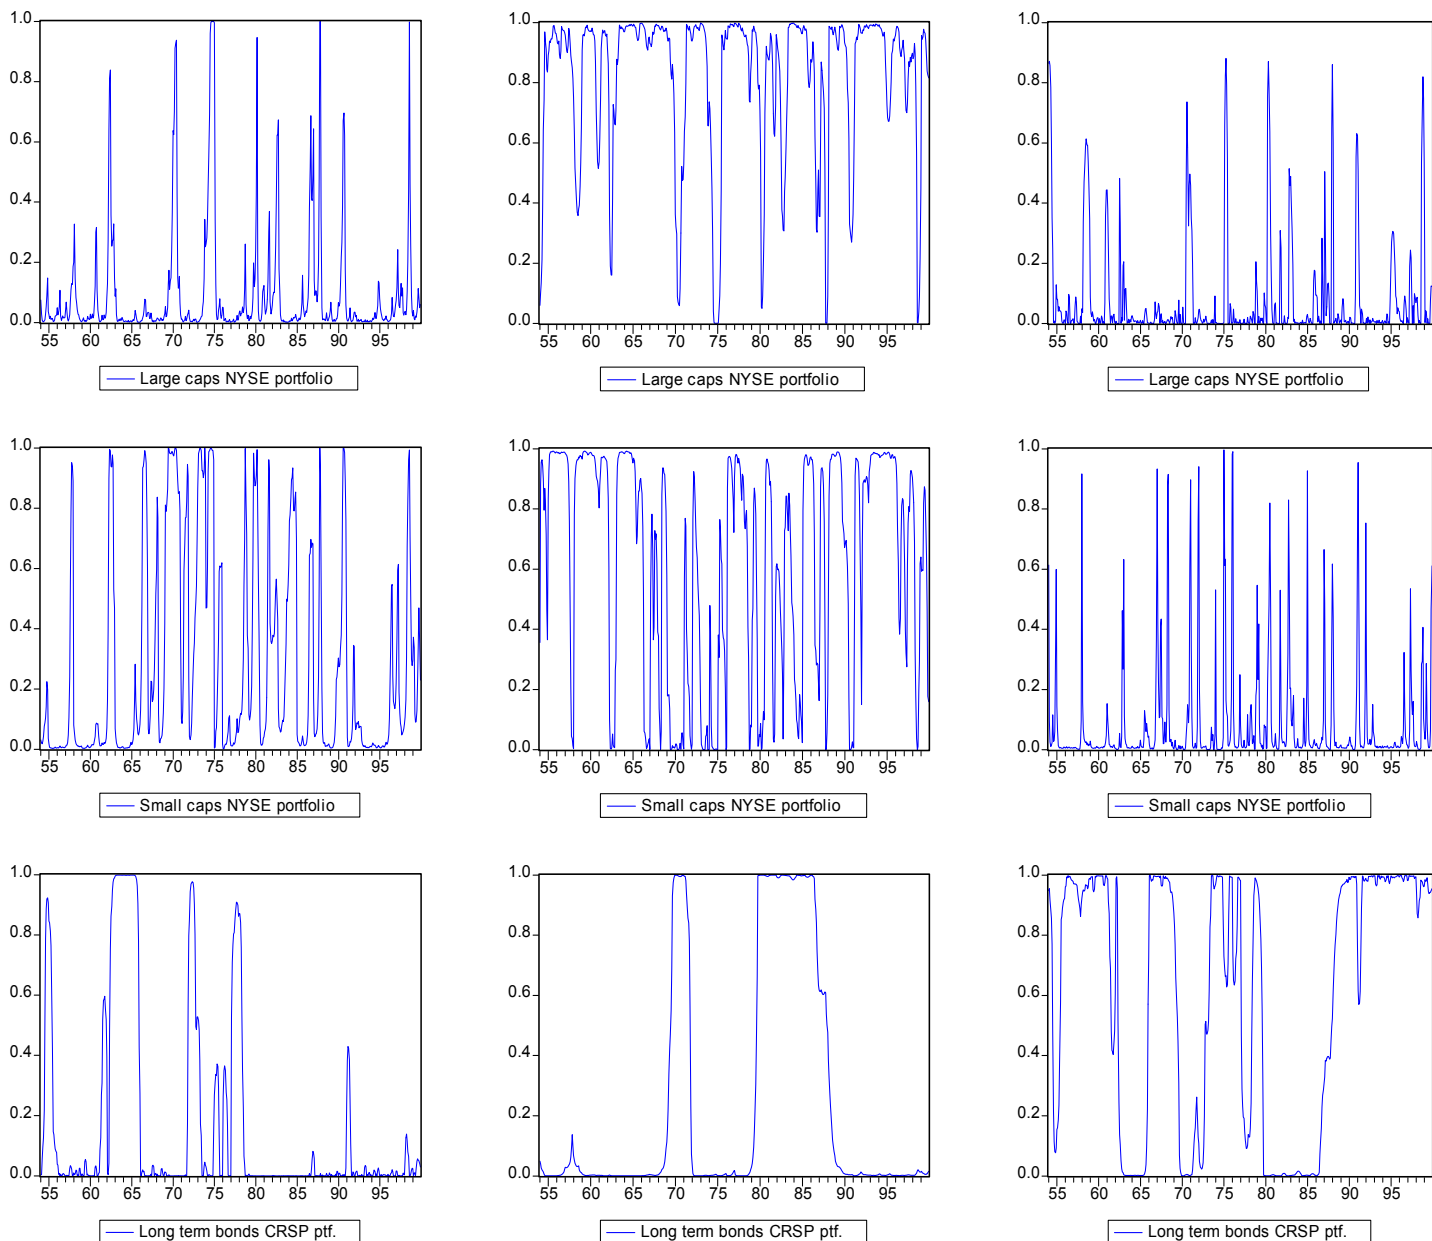 1.0 1.0 1.0
0.8 0.8 0.8
0.6 0.6 0.6
0.4 0.4 0.4
0.2 0.2 0.2
0.0 0.0 0.0
55 60 65 70 75 80 85 90 95 55 60 65 70 75 80 85 90 95 55 60 65 70 75 80 85 90 95
Large caps NYSE portfolio Large caps NYSE portfolio Large caps NYSE portfolio
1.0 1.0 1.0
0.8 0.8 0.8
0.6 0.6 0.6
0.4 0.4 0.4
0.2 0.2 0.2
0.0 0.0 0.0
55 60 65 70 75 80 85 90 95 55 60 65 70 75 80 85 90 95 55 60 65 70 75 80 85 90 95
Small caps NYSE portfolio Small caps NYSE portfolio Small caps NYSE portfolio
1.0 1.0 1.0
0.8 0.8 0.8
0.6 0.6 0.6
0.4 0.4 0.4
0.2 0.2 0.2
0.0 0.0 0.0
55 60 65 70 75 80 85 90 95 55 60 65 70 75 80 85 90 95 55 60 65 70 75 80 85 90 95
Long term bonds CRSP ptf. Long term bonds CRSP ptf. Long term bonds CRSP ptf.